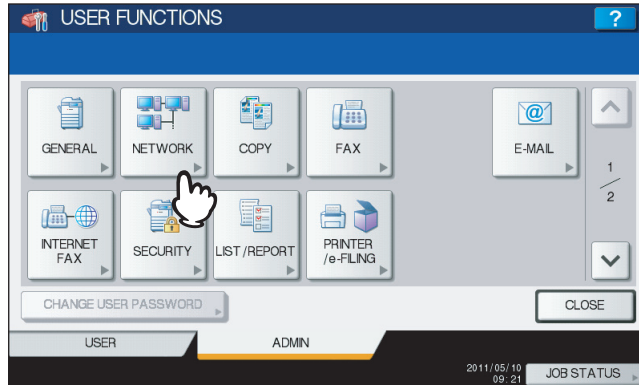 USER FUNCTIONS
?
GENERAL
NETWORK
COPY
FAX
@
E-MAIL
1
2
INTERNET
FAX
SECURITY
LIST/REPORT
PRINTER
/e-FILING
CHANGE USER PASSWORD
CLOSE
USER
ADMIN
2011/05/10
09:21
JOB STATUS